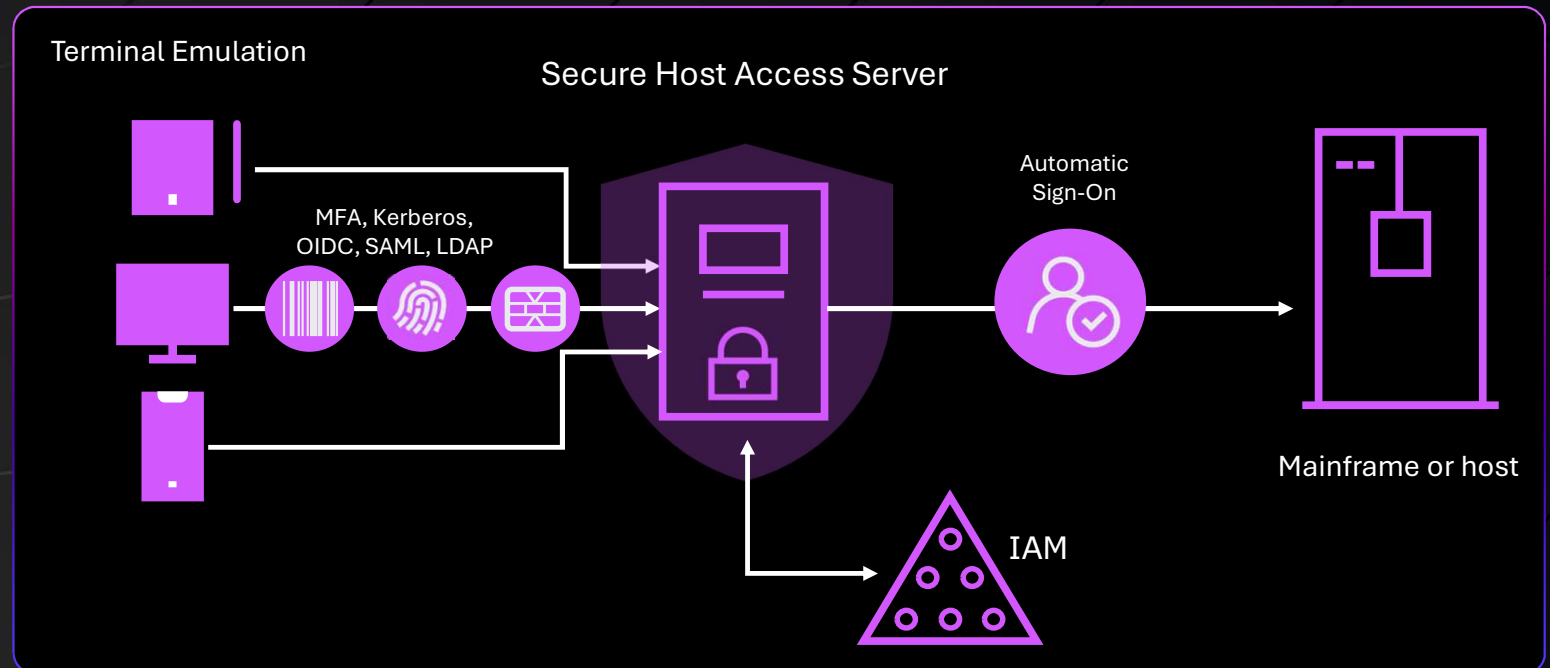 Terminal Emulation
Secure Host Access Server
Automatic
Sign-On
MFA, Kerberos,
OIDC, SAML, LDAP
Mainframe or host
IAM